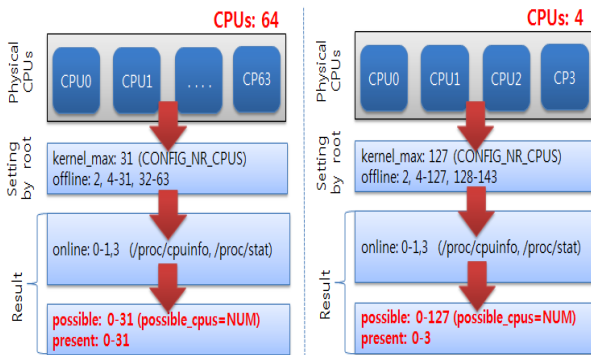 CPUs: 64
Physical
CPUs
CPU0
CPU1
. . . .
CP63
Setting
by root
kernel_max: 31 (CONFIG_NR_CPUS)
offline: 2, 4-31, 32-63
Result
online: 0-1,3 (/proc/cpuinfo, /proc/stat)
possible: 0-31 (possible_cpus=NUM)
present: 0-31
CPUs: 4
Physical
CPUs
CPU0
CPU1
CPU2
CP3
Setting
by root
kernel_max: 127 (CONFIG_NR_CPUS)
offline: 2, 4-127, 128-143
Result
online: 0-1,3 (/proc/cpuinfo, /proc/stat)
possible: 0-127 (possible_cpus=NUM)
present: 0-3